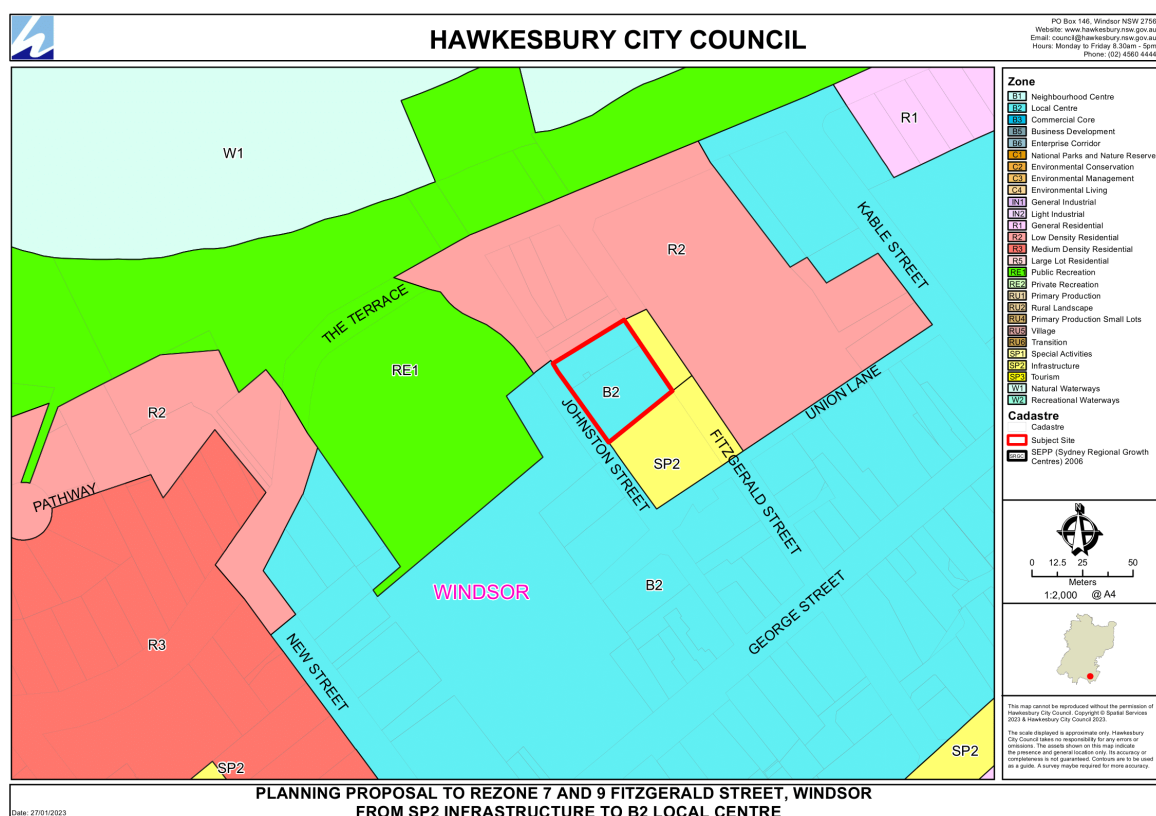 HAWKESBURY CITY COUNCIL
PO Box 146, Windsor NSW 2756
Website: www.hawkesbury.nsw.gov.au
Email: council@hawkesbury.nsw.gov.au
Hours: Monday to Friday 8.30am - 5pm
Phone: (02) 4560 4444
W1
R1
KABLE STREET
R2
THE TERRACE
RE1
B2
UNION LANE
JOHNSTON STREET
FITZGERALD STREET
SP2
R2
PATHWAY
WINDSOR
B2
GEORGE STREET
R3
NEW STREET
SP2
SP2
Zone
B1 Neighbourhood Centre
B2 Local Centre
B3 Commercial Core
B5 Business Development
B6 Enterprise Corridor
C1 National Parks and Nature Reserve
C2 Environmental Conservation
C3 Environmental Management
C4 Environmental Living
IN1 General Industrial
IN2 Light Industrial
R1 General Residential
R2 Low Density Residential
R3 Medium Density Residential
R5 Large Lot Residential
RE1 Public Recreation
RE2 Private Recreation
RU1 Primary Production
RU2 Rural Landscape
RU4 Primary Production Small Lots
RU5 Village
RU6 Transition
SP1 Special Activities
SP2 Infrastructure
SP3 Tourism
W1 Natural Waterways
W2 Recreational Waterways
Cadastre
Cadastre
Subject Site
SEPP (Sydney Regional Growth
Centres) 2006
0 12.5 25 50
Meters
1:2,000 @ A4
This map cannot be reproduced without the permission of
Hawkesbury City Council. Copyright © Spatial Services
2023 & Hawkesbury City Council 2023.
The scale displayed is approximate only. Hawkesbury
City Council takes no responsibility for any errors or
omissions. The assets shown on this map indicate
the presence and general location only. Its accuracy or
completeness is not guaranteed. Contours are to be used
as a guide. A survey maybe required for more accuracy.
PLANNING PROPOSAL TO REZONE 7 AND 9 FITZGERALD STREET, WINDSOR
FROM SP2 INFRASTRUCTURE TO B2 LOCAL CENTRE
Date: 27/01/2023